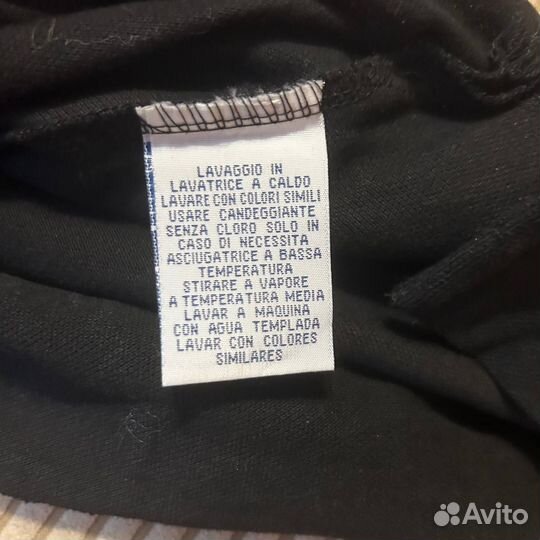 LAVAGGIO IN
LAVATRICE A CALDO
LAVARE CON COLORI SIMILI
USARE CANDEGGIANTE
SENZA CLORO SOLO IN
CASO DI NECESSITA
ASCIUGATRICE A BASSA
TEMPERATURA
STIRARE A VAPORE
A TEMPERATURA MEDIA
LAVAR A MAQUINA
CON AGUA TEMPLADA
LAVAR CON COLORES
SIMILARES
Avito